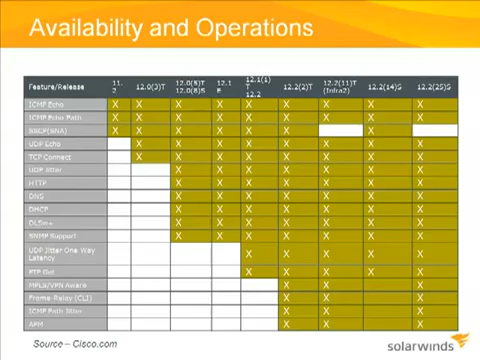 Availability and Operations
Feature/Release 11.2 12.0(3)T 12.0(5)T 12.0(8)S 12.1 E 12.1(1)T 12.2 12.2(2)T 12.2(11)T (Infra2) 12.2(14)S 12.2(25)S
ICMP Echo X X X X X X X X X
ICMP Echo Path X X X X X X X X X
SSCP(SNA) X X X X X X X
UDP Echo X X X X X X X X
TCP Connect X X X X X X X X
UDP Jitter X X X X X X X
HTTP X X X X X X X
DNS X X X X X X X
DHCP X X X X X X X
DLSw+ X X X X X X X
SNMP Support X X X X X X X
UDP Jitter One Way
Latency X X X X X
FTP Get X X X X X
MPLS/VPN Aware X X X
Frame-Relay (CLI) X X X
ICMP Path Jitter X X X
APM X X X
Source – Cisco.com
solarwinds